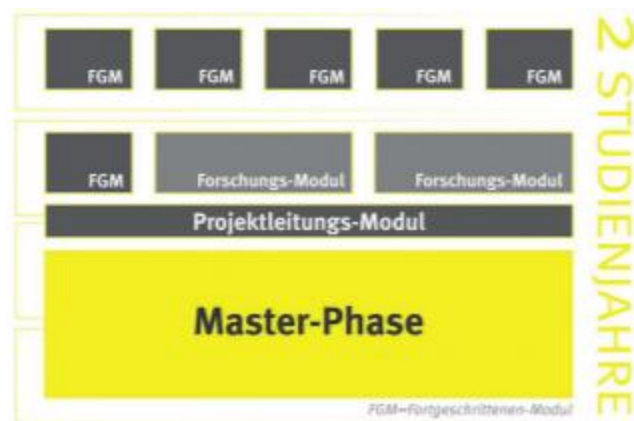 FGM FGM FGM FGM FGM
FGM Forschungs-Modul Forschungs-Modul
Projektleitungs-Modul
Master-Phase
FGM=Fortgeschrittenen-Modul
2 STUDIENJAHRE